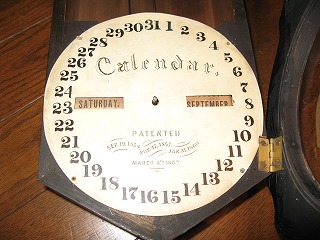 1 2 3 4 5 6 7 8 9 10 11 12 13 14 15 16 17 18 19 20 21 22 23 24 25 26 27 28 29 30 31
Calendar.
SATURDAY. SEPTEMBER
PATENTED
MARCH 4TH 1862